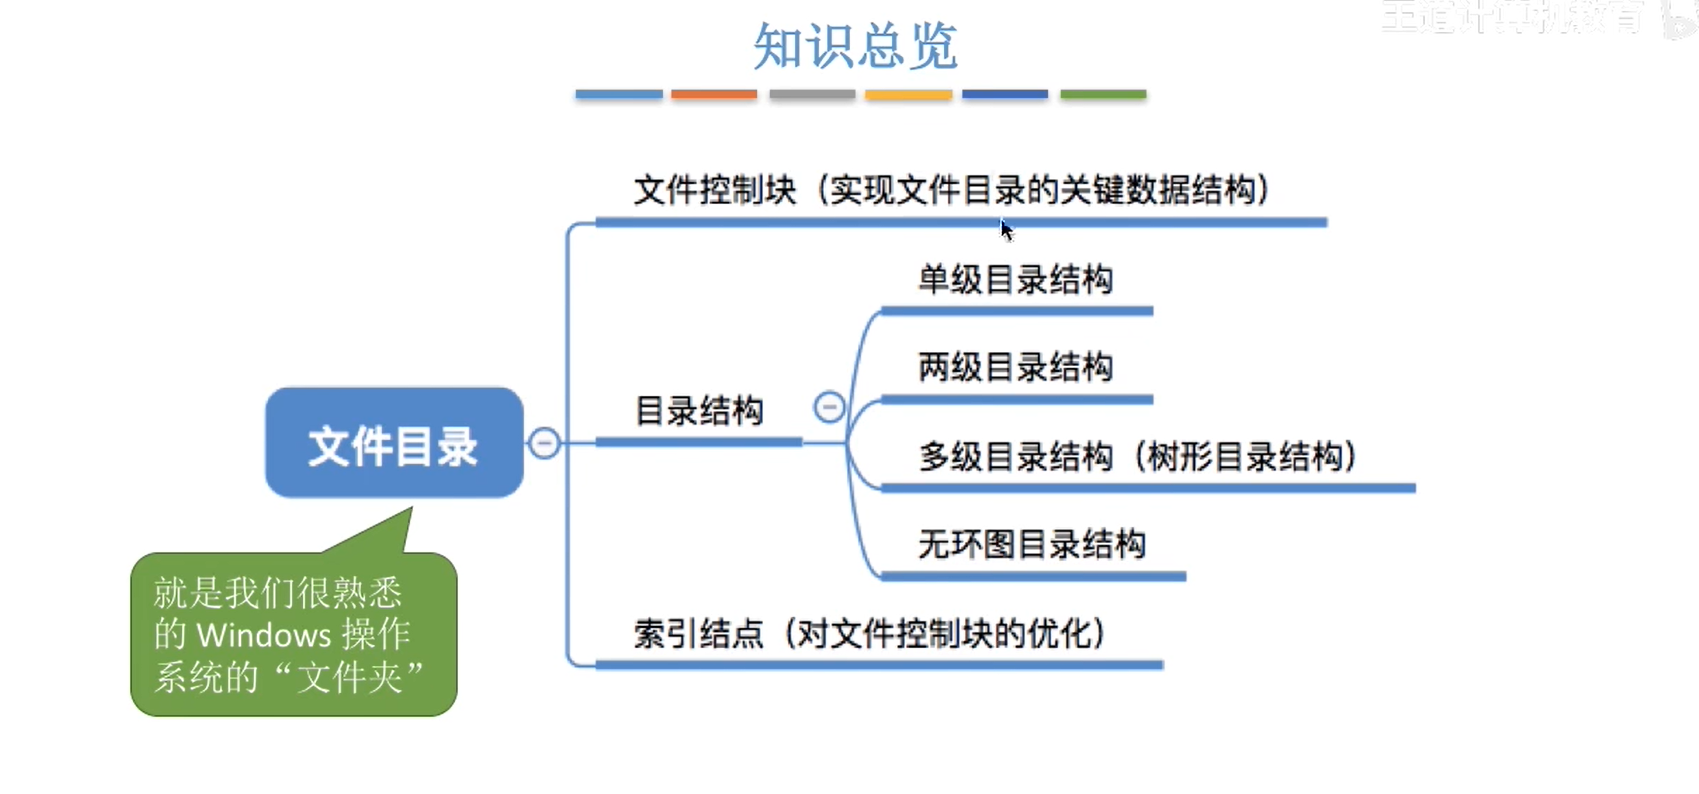 王道计算机教育
知识总览
文件控制块（实现文件目录的关键数据结构）
单级目录结构
两级目录结构
目录结构
多级目录结构（树形目录结构）
无环图目录结构
文件目录
索引结点（对文件控制块的优化）
就是我们很熟悉
的 Windows 操作
系统的“文件夹”